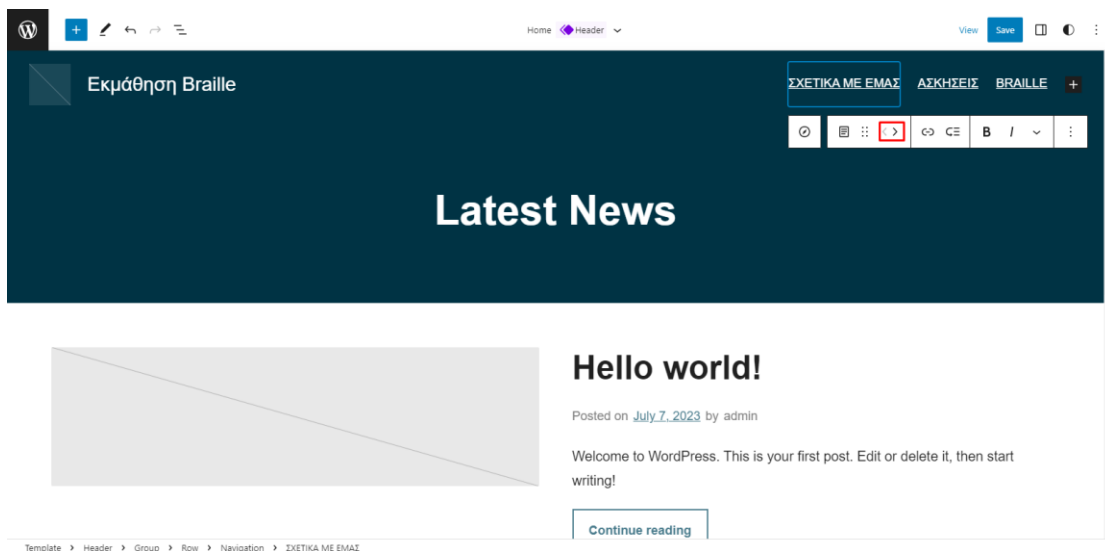 Home Header
View Save
Εκμάθηση Braille
ΣΧΕΤΙΚΑ ΜΕ ΕΜΑΣ ΑΣΚΗΣΕΙΣ BRAILLE
B I
Latest News
Hello world!
Posted on July 7, 2023 by admin
Welcome to WordPress. This is your first post. Edit or delete it, then start
writing!
Continue reading
Template > Header > Group > Row > Navigation > ΣΧΕΤΙΚΑ ΜΕ ΕΜΑΣ